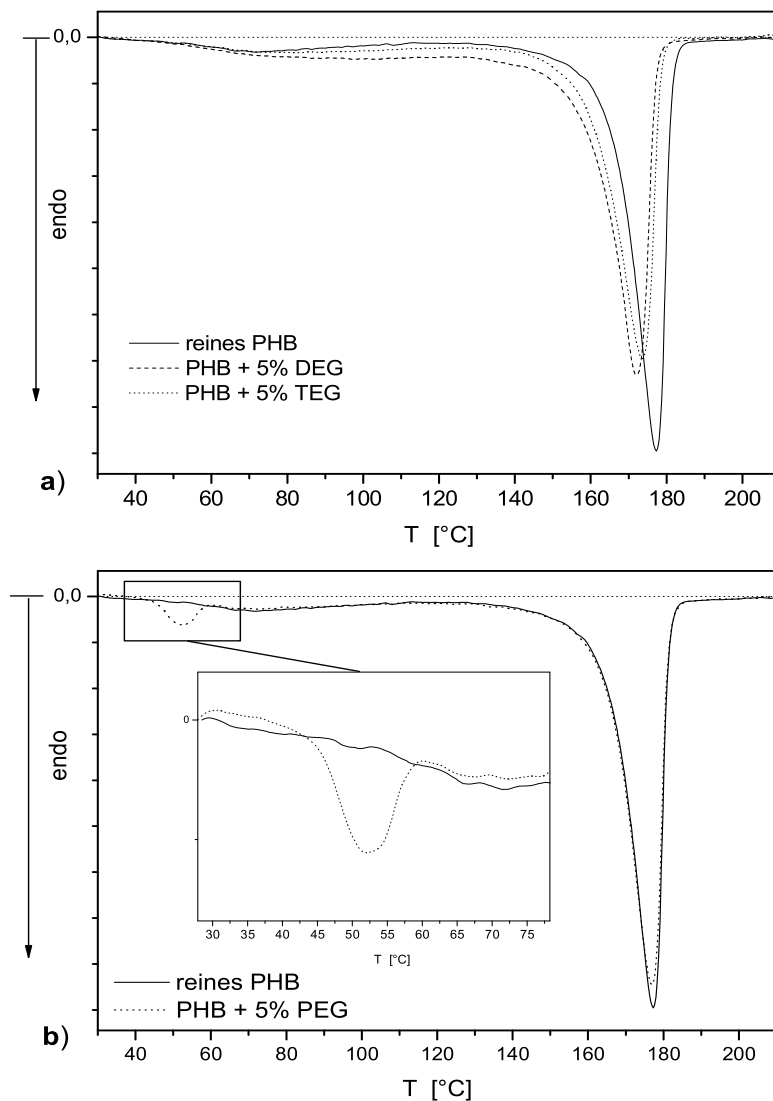 0,0
endo
reines PHB
PHB + 5% DEG
PHB + 5% TEG
a)
40 60 80 100 120 140 160 180 200
T [°C]
0,0
endo
0
30 35 40 45 50 55 60 65 70 75
T [°C]
reines PHB
PHB + 5% PEG
b)
40 60 80 100 120 140 160 180 200
T [°C]